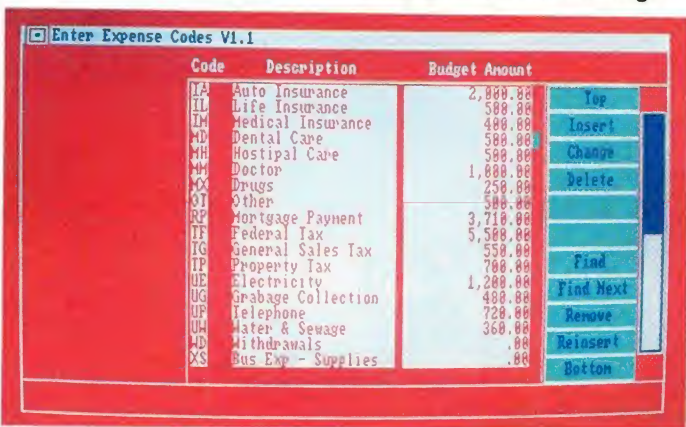 Enter Expense Codes V1.1
Code Description Budget Amount
IA Auto Insurance 2,000.00
IL Life Insurance 500.00
IM Medical Insurance 400.00
MD Dental Care 500.00
MH Hostipal Care 500.00
MM Doctor 1,000.00
MX Drugs 250.00
OT Other 500.00
RP Mortgage Payment 3,710.00
TF Federal Tax 5,500.00
TG General Sales Tax 550.00
TP Property Tax 700.00
UE Electricity 1,200.00
UG Grabage Collection 480.00
UP Telephone 720.00
UW Water & Sewage 360.00
WD Withdrawals .00
XS Bus Exp - Supplies .00
Top
Insert
Change
Delete
Find
Find Next
Remove
Reinsert
Bottom